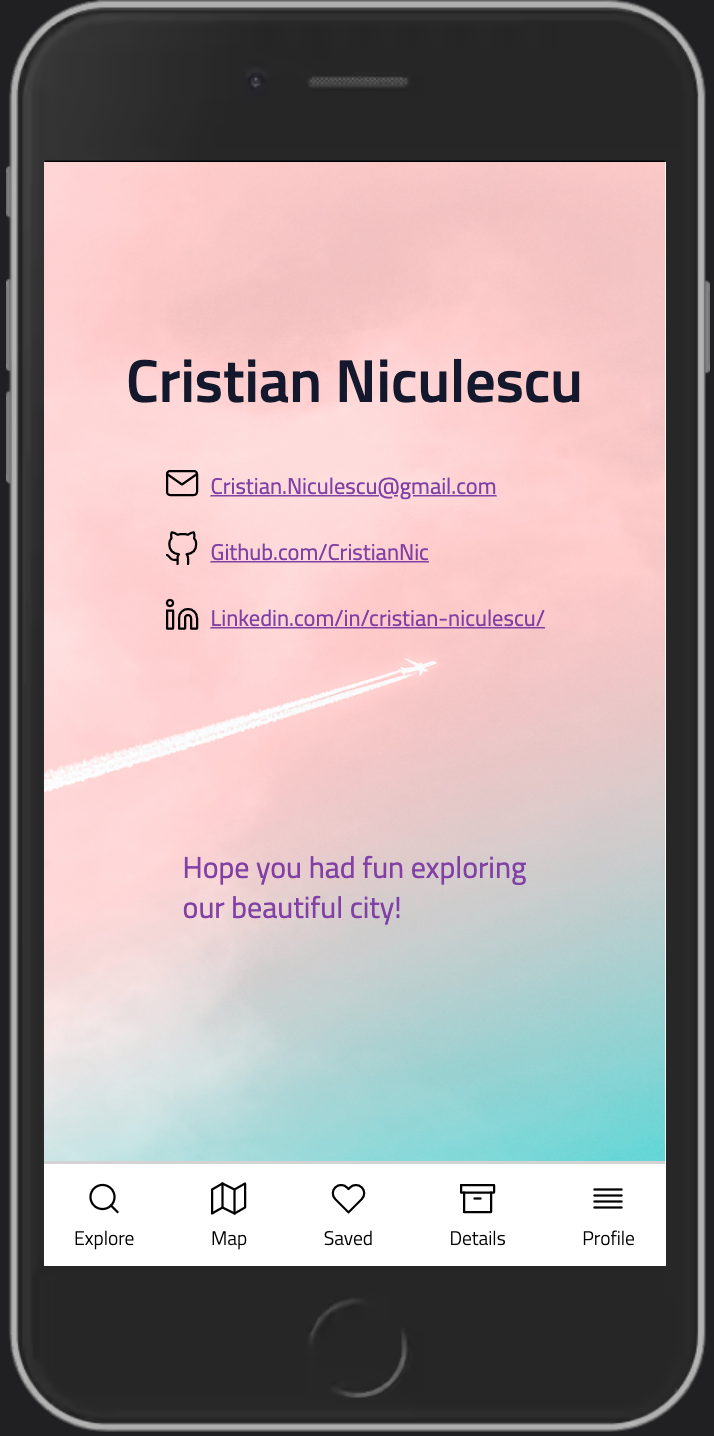 Cristian Niculescu
Cristian.Niculescu@gmail.com
Github.com/CristianNic
Linkedin.com/in/cristian-niculescu/
Hope you had fun exploring
our beautiful city!
Explore Map Saved Details Profile